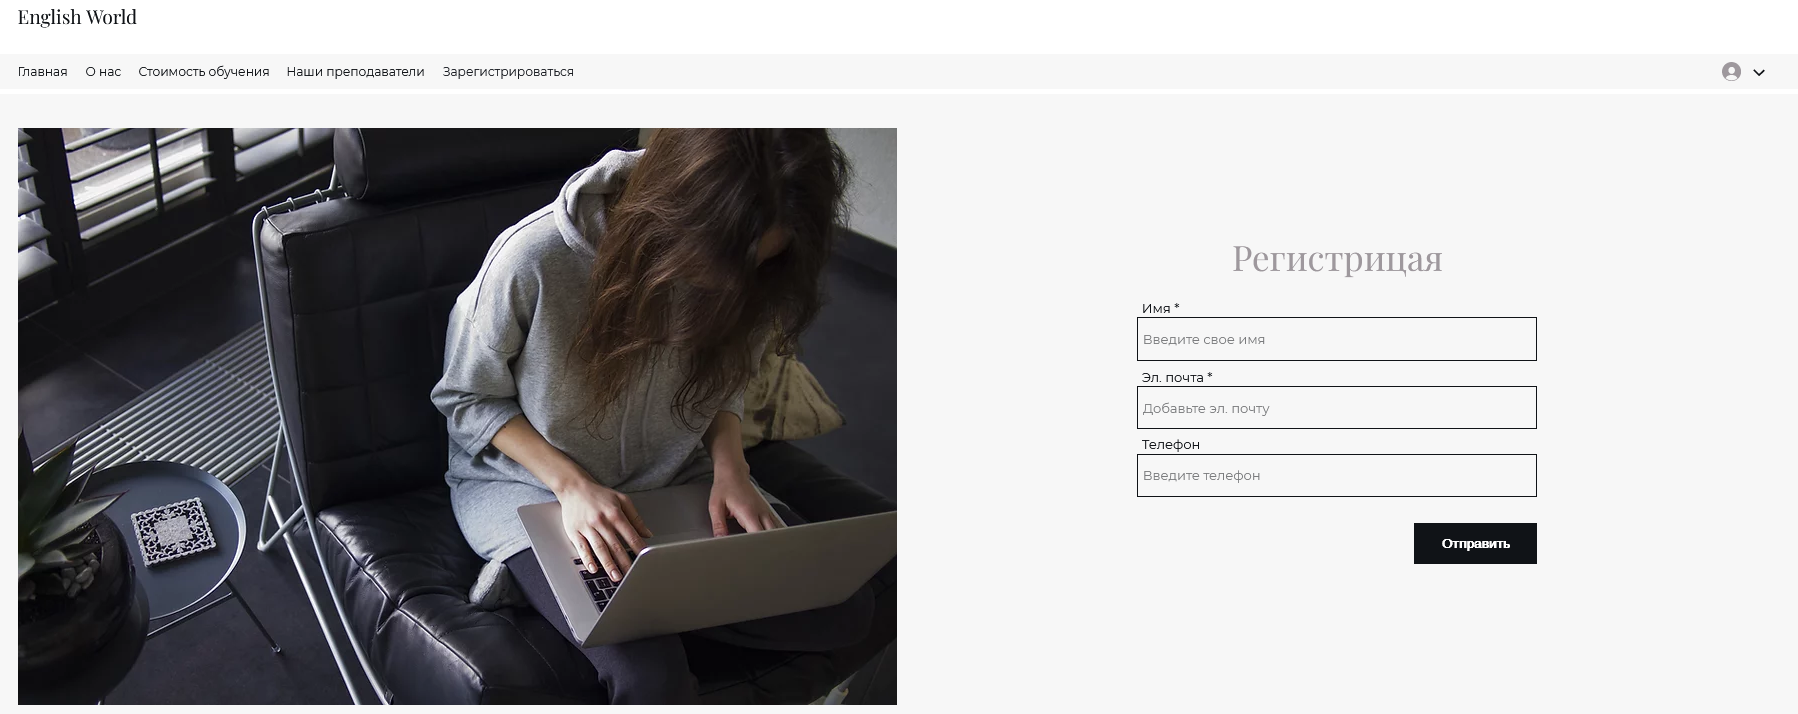 English World
Главная О нас Стоимость обучения Наши преподаватели Зарегистрироваться
Регистрицая
Имя *
Введите свое имя
Эл. почта *
Добавьте эл. почту
Телефон
Введите телефон
Отправить